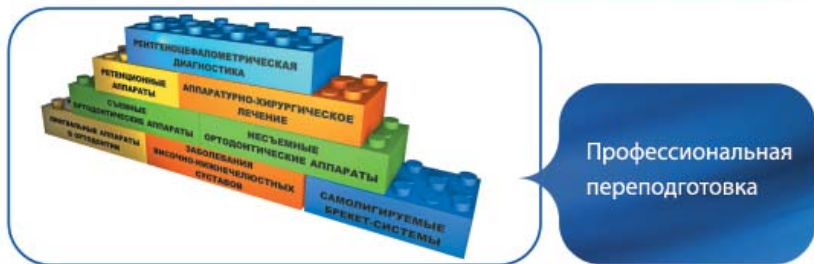 РЕНТГЕНОЦЕФАЛОМЕТРИЧЕСКАЯ
ДИАГНОСТИКА
РЕТЕНЦИОННЫЕ
АППАРАТЫ
АППАРАТУРНО-ХИРУРГИЧЕСКОЕ
ЛЕЧЕНИЕ
СЪЕМНЫЕ
ОРТОДОНТИЧЕСКИЕ АППАРАТЫ
НЕСЪЕМНЫЕ
ОРТОДОНТИЧЕСКИЕ АППАРАТЫ
В ОРТОДОНТИИ
ЗАБОЛЕВАНИЯ
ВИСОЧНО-НИЖНЕЧЕЛЮСТНЫХ
СУСТАВОВ
САМОЛИГИРУЕМЫЕ
БРЕКЕТ-СИСТЕМЫ
Профессиональная
переподготовка